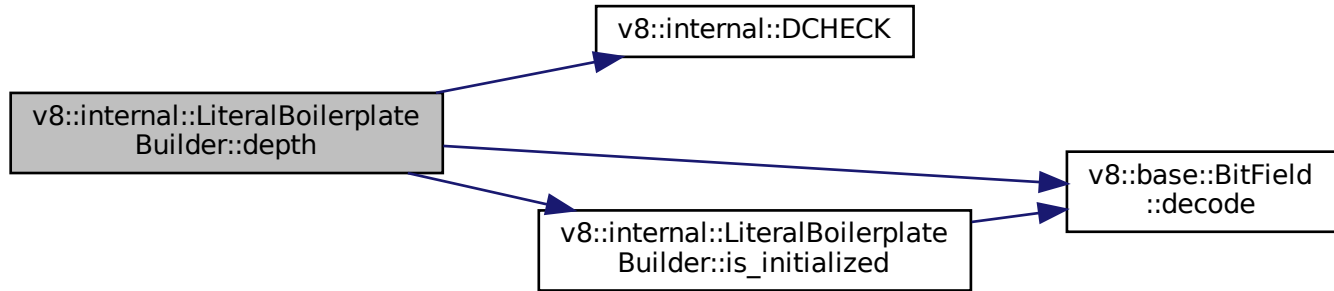 v8::internal::DCHECK
v8::internal::LiteralBoilerplate
Builder::depth
v8::base::BitField
::decode
v8::internal::LiteralBoilerplate
Builder::is_initialized